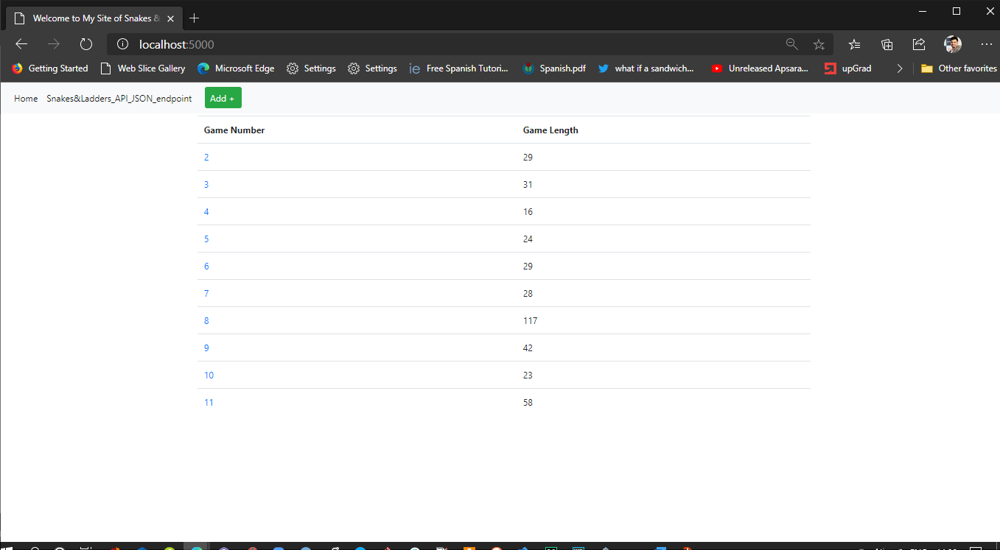 Welcome to My Site of Snakes &
localhost:5000
Getting Started Web Slice Gallery Microsoft Edge Settings Settings Free Spanish Tutori... Spanish.pdf what if a sandwich... Unreleased Apsara... upGrad Other favorites
Home Snakes&Ladders_API_JSON_endpoint Add +
Game Number Game Length
2 29
3 31
4 16
5 24
6 29
7 28
8 117
9 42
10 23
11 58